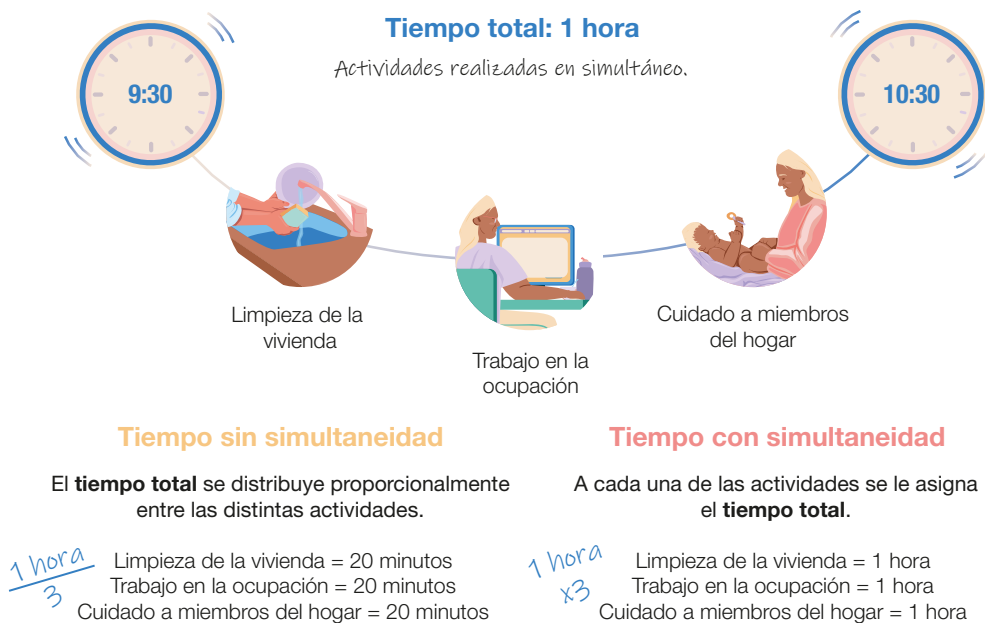 Tiempo total: 1 hora
Actividades realizadas en simultáneo.
9:30
10:30
Limpieza de la
vivienda
Trabajo en la
ocupación
Cuidado a miembros
del hogar
Tiempo sin simultaneidad
El tiempo total se distribuye proporcionalmente
entre las distintas actividades.
1 hora
3
Limpieza de la vivienda = 20 minutos
Trabajo en la ocupación = 20 minutos
Cuidado a miembros del hogar = 20 minutos
Tiempo con simultaneidad
A cada una de las actividades se le asigna
el tiempo total.
1 hora
x3
Limpieza de la vivienda = 1 hora
Trabajo en la ocupación = 1 hora
Cuidado a miembros del hogar = 1 hora